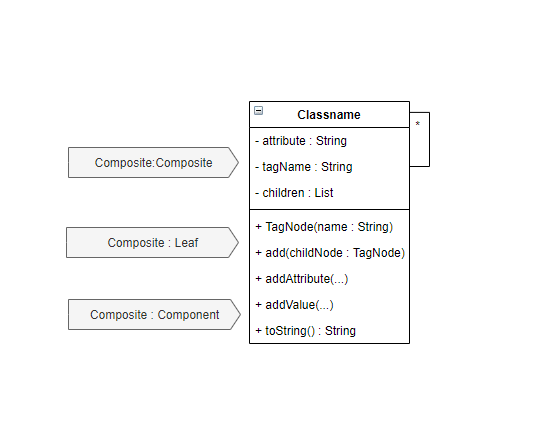 Classname
*
- attribute : String
- tagName : String
- children : List
+ TagNode(name : String)
+ add(childNode : TagNode)
+ addAttribute(...)
+ addValue(...)
+ toString() : String
Composite:Composite
Composite : Leaf
Composite : Component